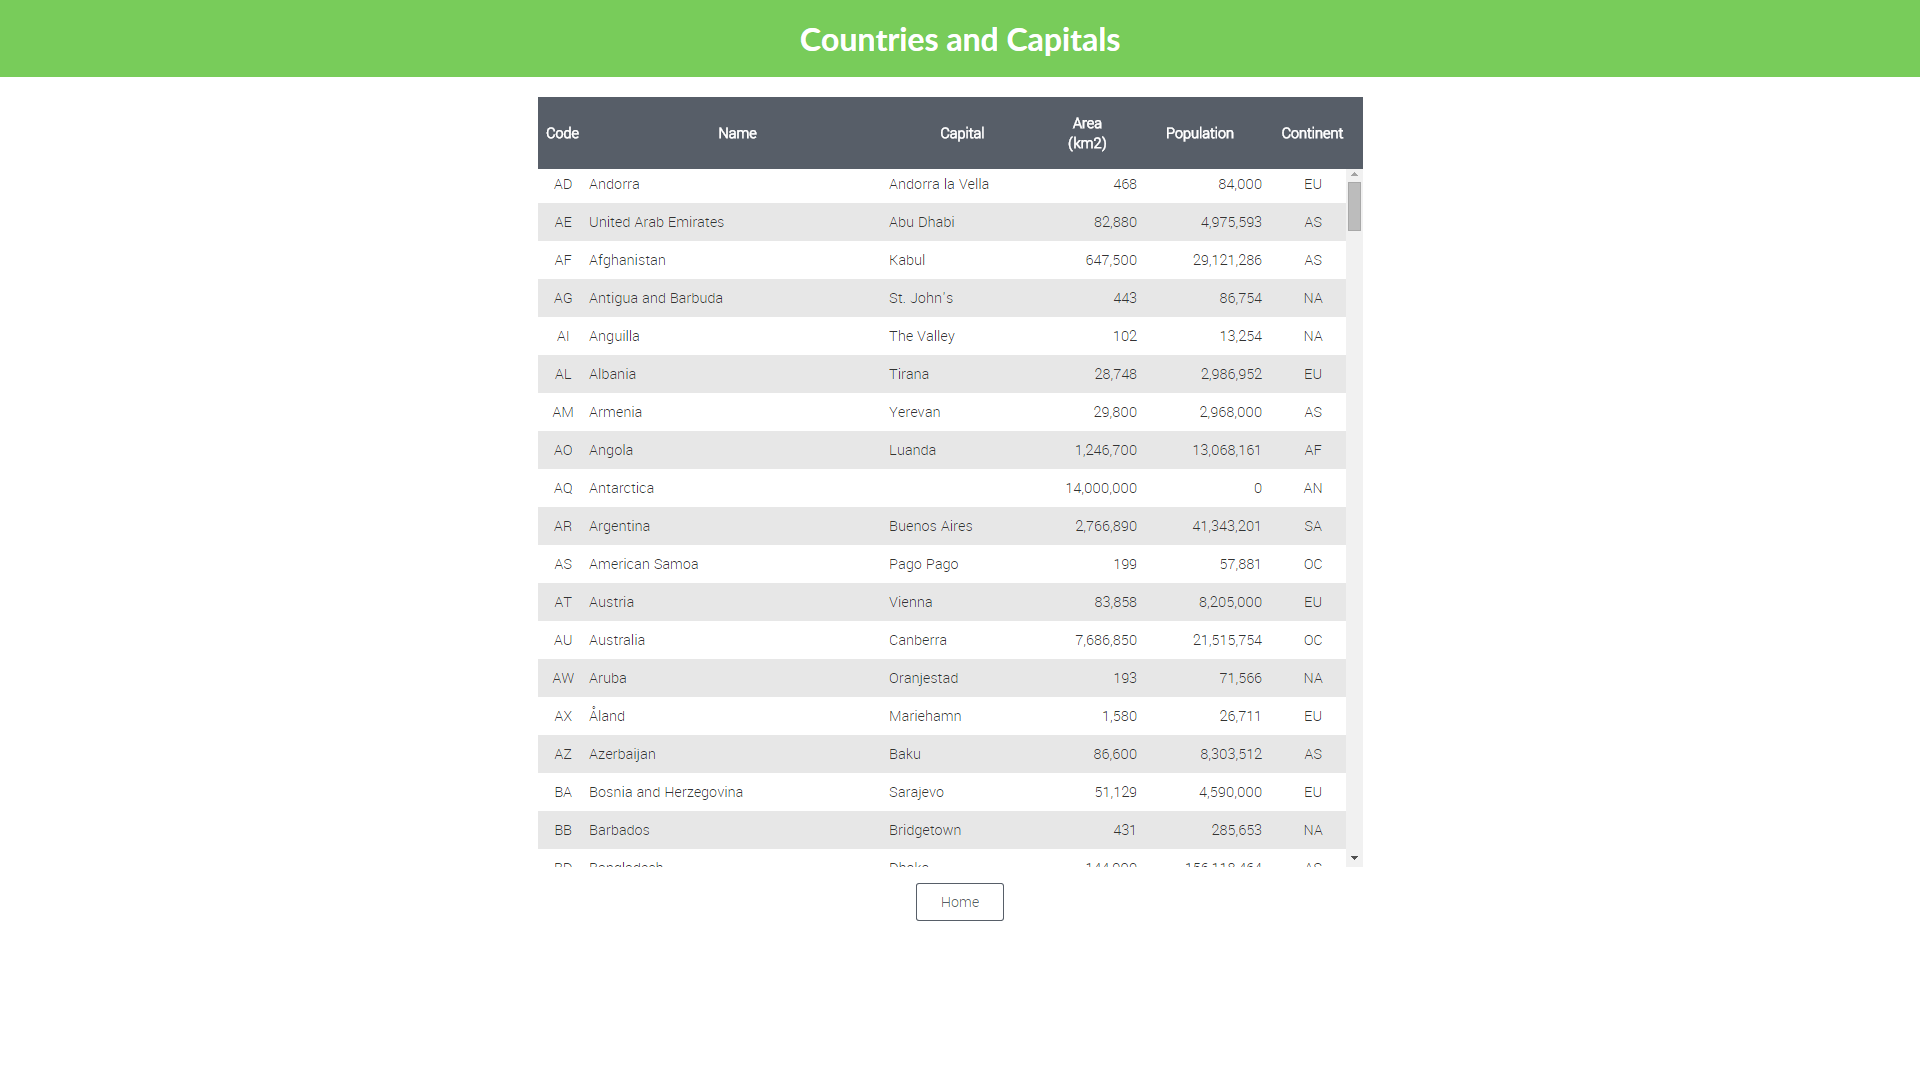 Countries and Capitals
Code Name Capital Area (km2) Population Continent
AD Andorra Andorra la Vella 468 84,000 EU
AE United Arab Emirates Abu Dhabi 82,880 4,975,593 AS
AF Afghanistan Kabul 647,500 29,121,286 AS
AG Antigua and Barbuda St. John's 443 86,754 NA
AI Anguilla The Valley 102 13,254 NA
AL Albania Tirana 28,748 2,986,952 EU
AM Armenia Yerevan 29,800 2,968,000 AS
AO Angola Luanda 1,246,700 13,068,161 AF
AQ Antarctica 14,000,000 0 AN
AR Argentina Buenos Aires 2,766,890 41,343,201 SA
AS American Samoa Pago Pago 199 57,881 OC
AT Austria Vienna 83,858 8,205,000 EU
AU Australia Canberra 7,686,850 21,515,754 OC
AW Aruba Oranjestad 193 71,566 NA
AX Åland Mariehamn 1,580 26,711 EU
AZ Azerbaijan Baku 86,600 8,303,512 AS
BA Bosnia and Herzegovina Sarajevo 51,129 4,590,000 EU
BB Barbados Bridgetown 431 285,653 NA
BD Bangladesh Dhaka 144,000 156,118,464 AS
Home